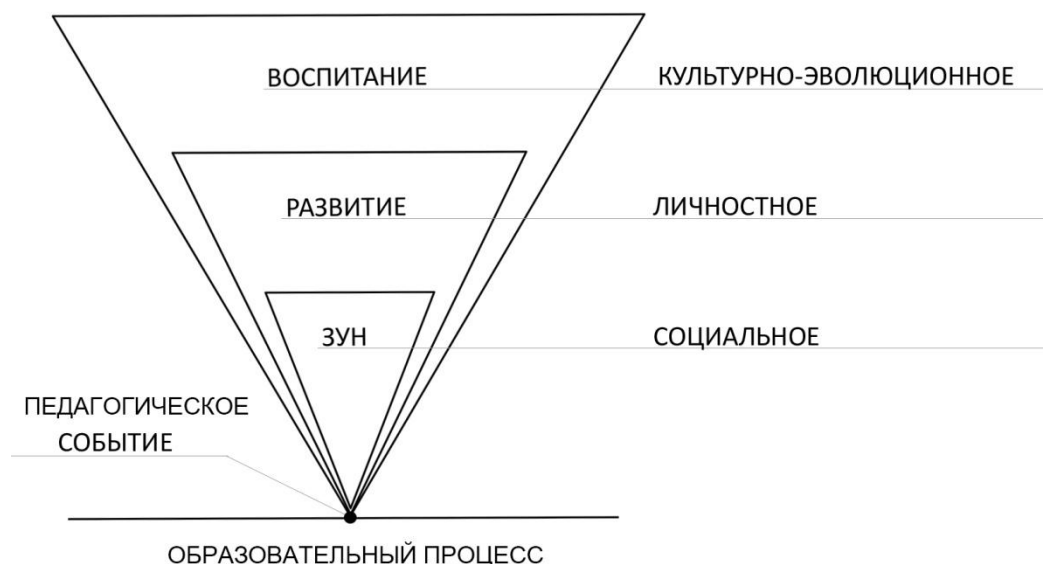 ВОСПИТАНИЕ
КУЛЬТУРНО-ЭВОЛЮЦИОННОЕ
РАЗВИТИЕ
ЛИЧНОСТНОЕ
ЗУН
СОЦИАЛЬНОЕ
ПЕДАГОГИЧЕСКОЕ
СОБЫТИЕ
ОБРАЗОВАТЕЛЬНЫЙ ПРОЦЕСС